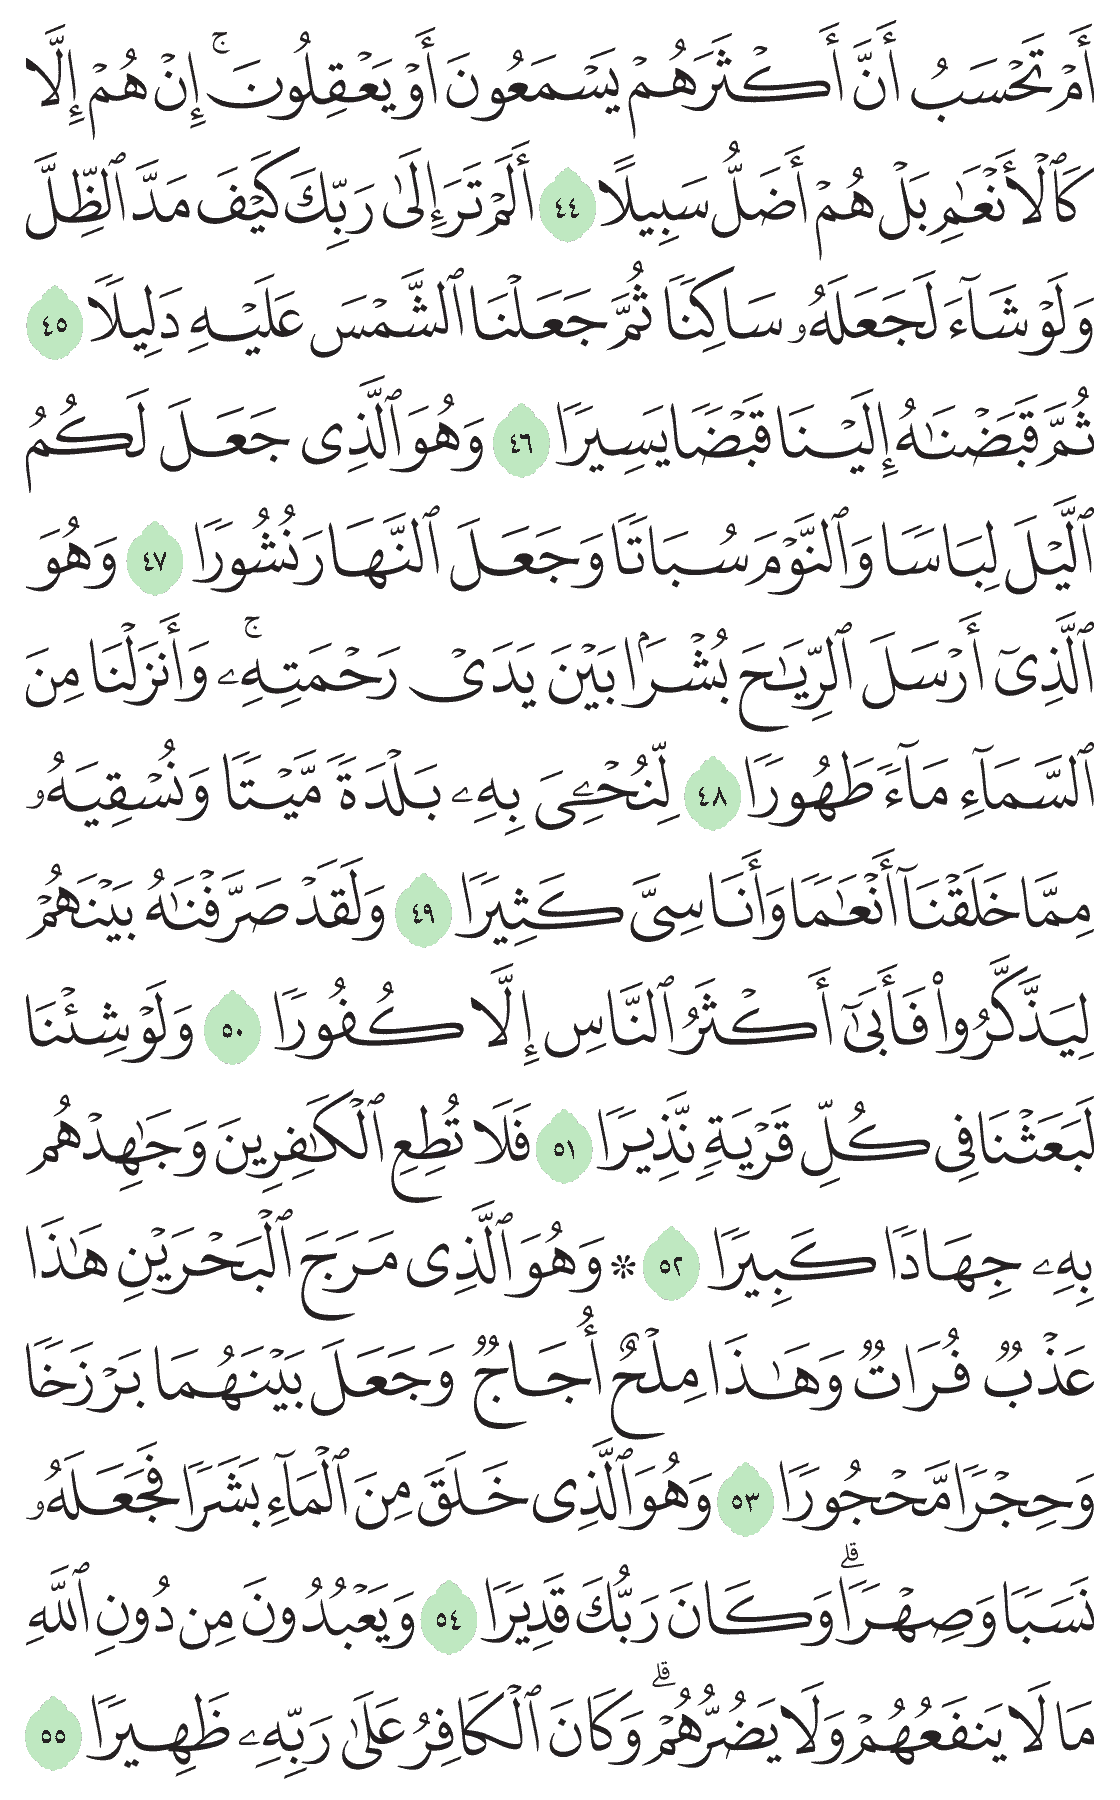 أَمۡ تَحۡسَبُ أَنَّ أَكۡثَرَهُمۡ يَسۡمَعُونَ أَوۡ يَعۡقِلُونَۚ إِنۡ هُمۡ إِلَّا
كَٱلۡأَنۡعَٰمِ بَلۡ هُمۡ أَضَلُّ سَبِيلًا ٤٤ أَلَمۡ تَرَ إِلَىٰ رَبِّكَ كَيۡفَ مَدَّ ٱلظِّلَّ
وَلَوۡ شَآءَ لَجَعَلَهُۥ سَاكِنٗا ثُمَّ جَعَلۡنَا ٱلشَّمۡسَ عَلَيۡهِ دَلِيلٗا ٤٥
ثُمَّ قَبَضۡنَٰهُ إِلَيۡنَا قَبۡضٗا يَسِيرٗا ٤٦ وَهُوَ ٱلَّذِي جَعَلَ لَكُمُ
ٱلَّيۡلَ لِبَاسٗا وَٱلنَّوۡمَ سُبَاتٗا وَجَعَلَ ٱلنَّهَارَ نُشُورٗا ٤٧ وَهُوَ
ٱلَّذِيٓ أَرۡسَلَ ٱلرِّيَٰحَ بُشۡرَۢا بَيۡنَ يَدَيۡ رَحۡمَتِهِۦۚ وَأَنزَلۡنَا مِنَ
ٱلسَّمَآءِ مَآءٗ طَهُورٗا ٤٨ لِّنُحۡـِۧيَ بِهِۦ بَلۡدَةٗ مَّيۡتٗا وَنُسۡقِيَهُۥ
مِمَّا خَلَقۡنَآ أَنۡعَٰمٗا وَأَنَاسِيَّ كَثِيرٗا ٤٩ وَلَقَدۡ صَرَّفۡنَٰهُ بَيۡنَهُمۡ
لِيَذَّكَّرُواْ فَأَبَىٰٓ أَكۡثَرُ ٱلنَّاسِ إِلَّا كُفُورٗا ٥٠ وَلَوۡ شِئۡنَا
لَبَعَثۡنَا فِي كُلِّ قَرۡيَةٖ نَّذِيرٗا ٥١ فَلَا تُطِعِ ٱلۡكَٰفِرِينَ وَجَٰهِدۡهُم
بِهِۦ جِهَادٗا كَبِيرٗا ٥٢ ۞ وَهُوَ ٱلَّذِي مَرَجَ ٱلۡبَحۡرَيۡنِ هَٰذَا
عَذۡبٞ فُرَاتٞ وَهَٰذَا مِلۡحٌ أُجَاجٞ وَجَعَلَ بَيۡنَهُمَا بَرۡزَخٗا
وَحِجۡرٗا مَّحۡجُورٗا ٥٣ وَهُوَ ٱلَّذِي خَلَقَ مِنَ ٱلۡمَآءِ بَشَرٗا فَجَعَلَهُۥ
نَسَبٗا وَصِهۡرٗاۗ وَكَانَ رَبُّكَ قَدِيرٗا ٥٤ وَيَعۡبُدُونَ مِن دُونِ ٱللَّهِ
مَا لَا يَنفَعُهُمۡ وَلَا يَضُرُّهُمۡۗ وَكَانَ ٱلۡكَافِرُ عَلَىٰ رَبِّهِۦ ظَهِيرٗا ٥٥